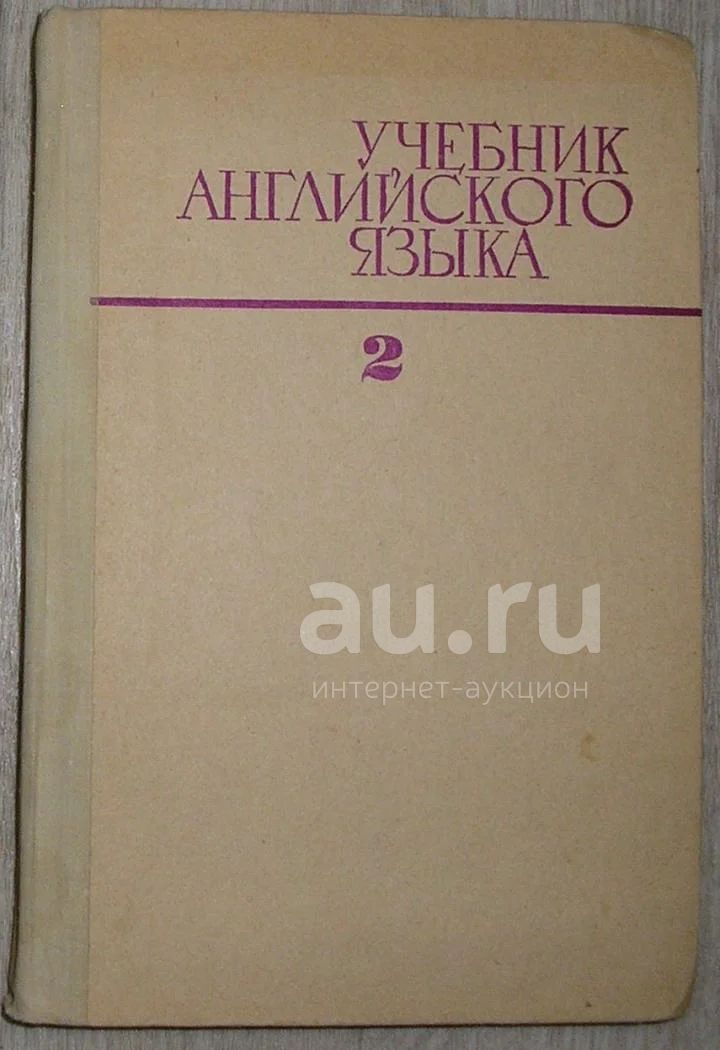 УЧЕБНИК
АНГЛИЙСКОГО
ЯЗЫКА
2
au.ru
интернет-аукцион